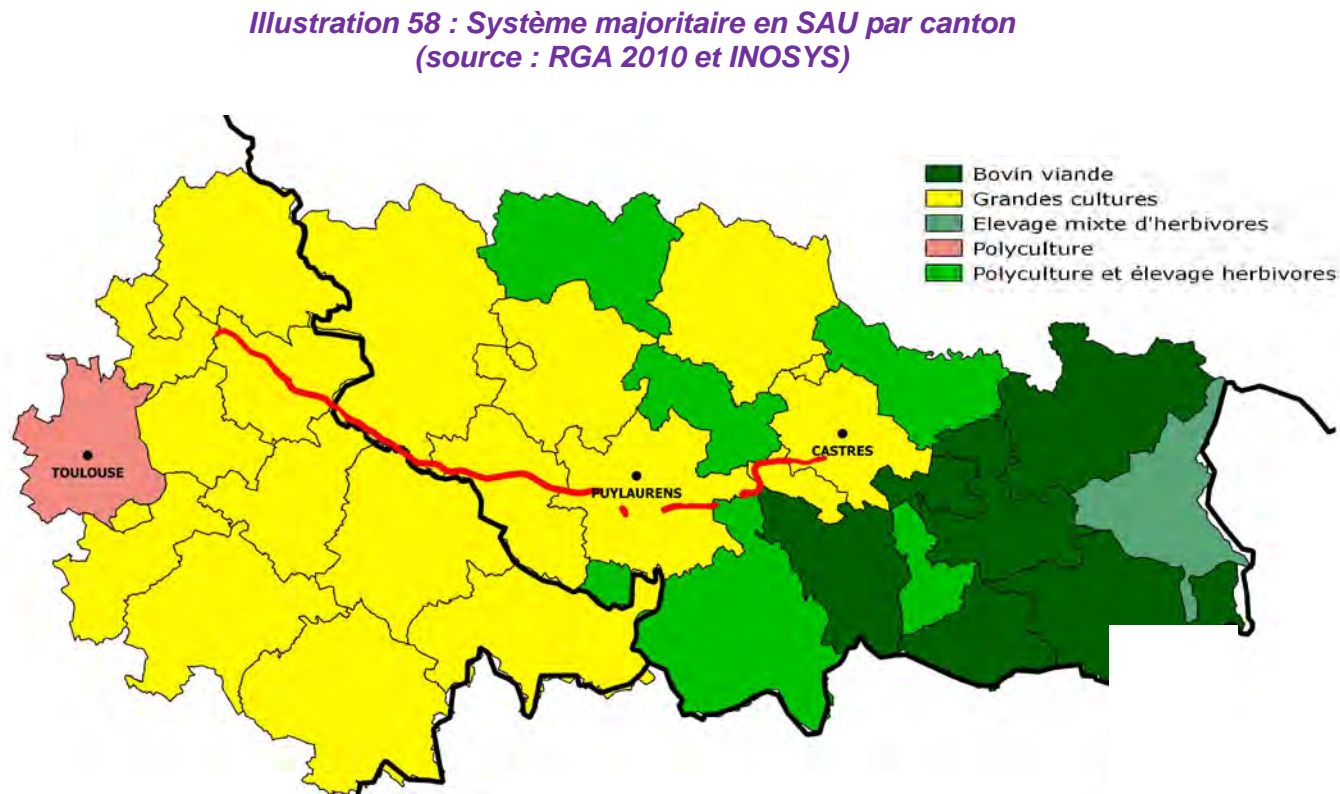 Illustration 58 : Système majoritaire en SAU par canton
(source : RGA 2010 et INOSYS)
Bovin viande
Grandes cultures
Elevage mixte d'herbivores
Polyculture
Polyculture et élevage herbivores
CASTRES
TOULOUSE
PUYLAURENS